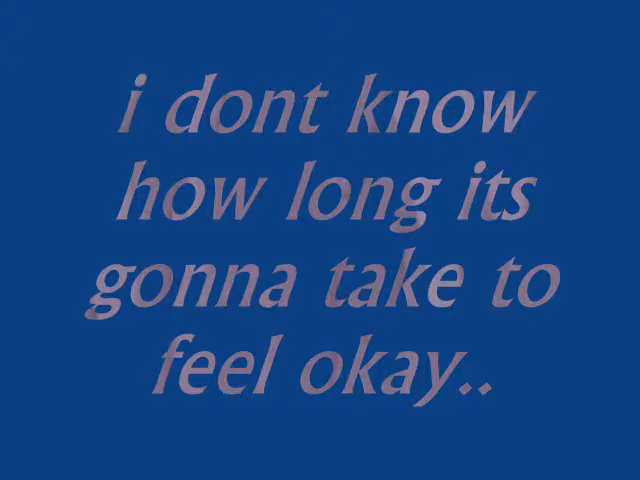 i dont know
how long its
gonna take to
feel okay..